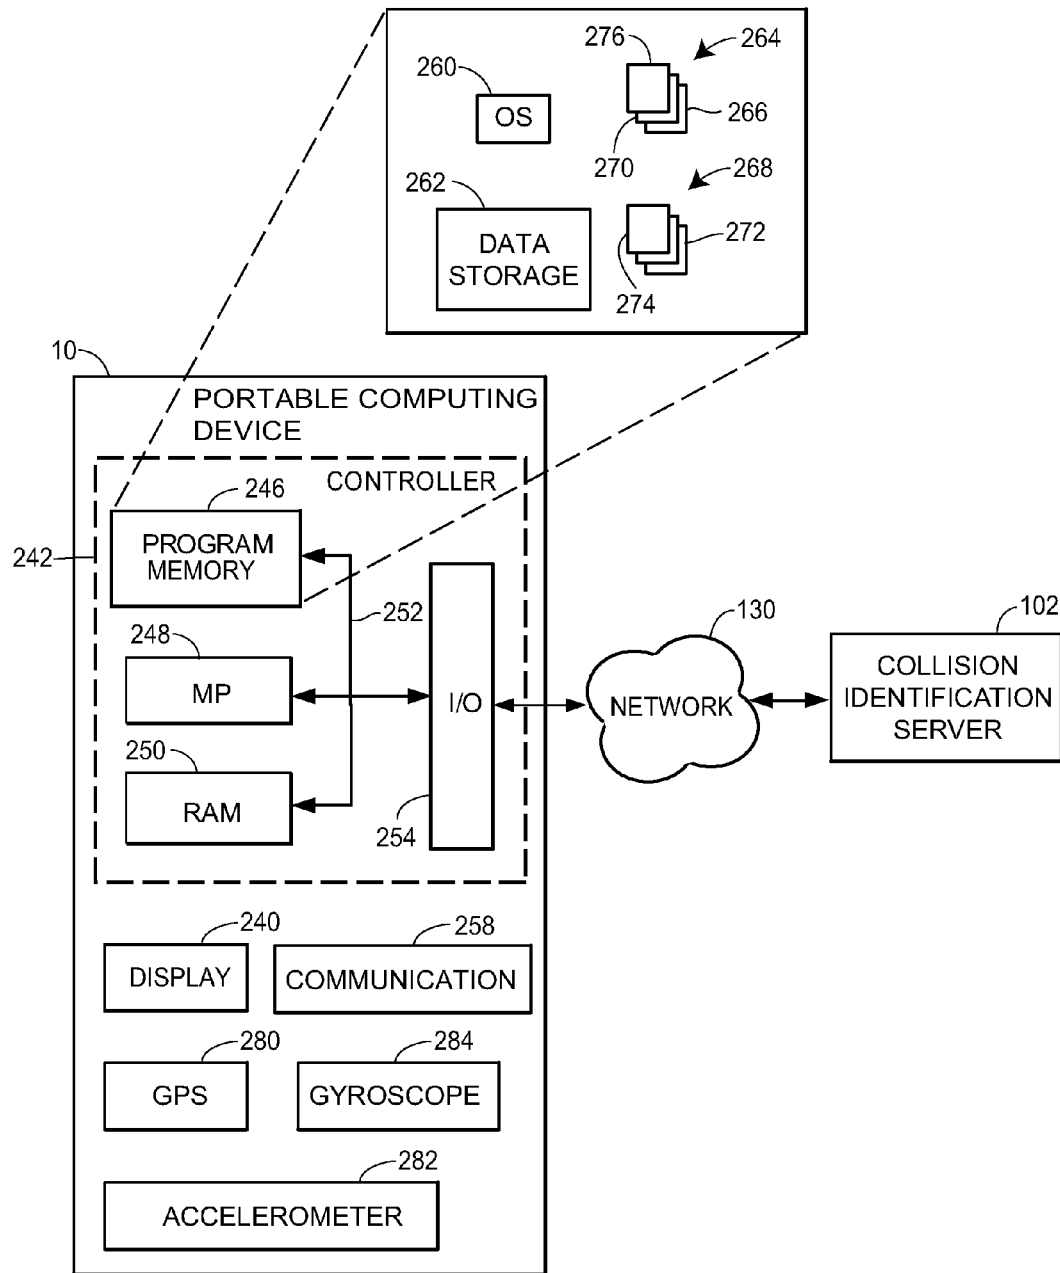 276
264
260
OS
266
270
262
268
DATA
STORAGE
272
274
10
PORTABLE COMPUTING
DEVICE
CONTROLLER
246
242
PROGRAM
MEMORY
252
248
MP
I/O
130
NETWORK
102
COLLISION
IDENTIFICATION
SERVER
250
RAM
254
240
DISPLAY
258
COMMUNICATION
280
GPS
284
GYROSCOPE
282
ACCELEROMETER